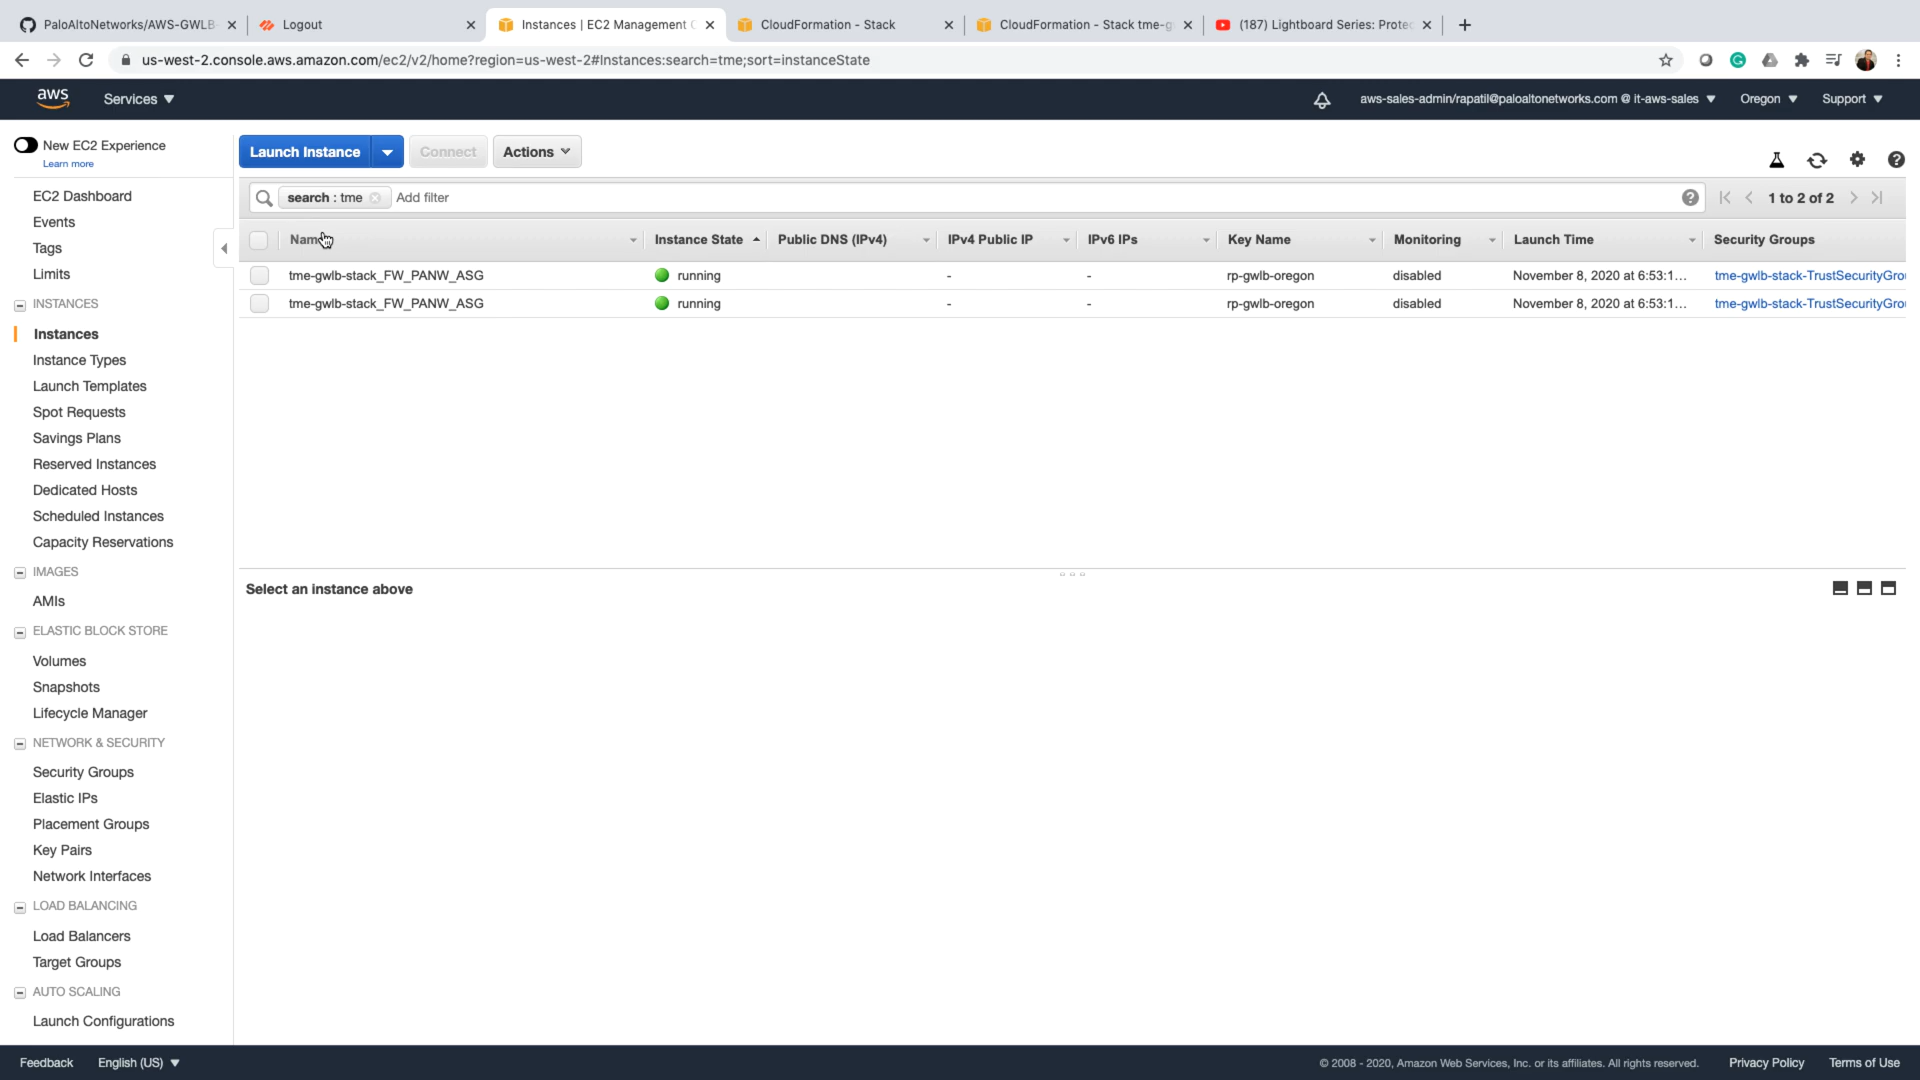 PaloAltoNetworks/AWS-GWLB-
Logout
Instances | EC2 Management C
CloudFormation - Stack
CloudFormation - Stack tme-g
(187) Lightboard Series: Protec
us-west-2.console.aws.amazon.com/ec2/v2/home?region=us-west-2#Instances:search=tme;sort=instanceState
aws
Services
aws-sales-admin/rapatil@paloaltonetworks.com @ it-aws-sales
Oregon
Support
New EC2 Experience
Learn more
Launch Instance
Connect
Actions
search : tme
Add filter
1 to 2 of 2
Name Instance State Public DNS (IPv4) IPv4 Public IP IPv6 IPs Key Name Monitoring Launch Time Security Groups
tme-gwlb-stack_FW_PANW_ASG running - - rp-gwlb-oregon disabled November 8, 2020 at 6:53:1... tme-gwlb-stack-TrustSecurityGro
tme-gwlb-stack_FW_PANW_ASG running - - rp-gwlb-oregon disabled November 8, 2020 at 6:53:1... tme-gwlb-stack-TrustSecurityGro
Select an instance above
EC2 Dashboard
Events
Tags
Limits
INSTANCES
Instances
Instance Types
Launch Templates
Spot Requests
Savings Plans
Reserved Instances
Dedicated Hosts
Scheduled Instances
Capacity Reservations
IMAGES
AMIs
ELASTIC BLOCK STORE
Volumes
Snapshots
Lifecycle Manager
NETWORK & SECURITY
Security Groups
Elastic IPs
Placement Groups
Key Pairs
Network Interfaces
LOAD BALANCING
Load Balancers
Target Groups
AUTO SCALING
Launch Configurations
Feedback
English (US)
© 2008 - 2020, Amazon Web Services, Inc. or its affiliates. All rights reserved.
Privacy Policy
Terms of Use